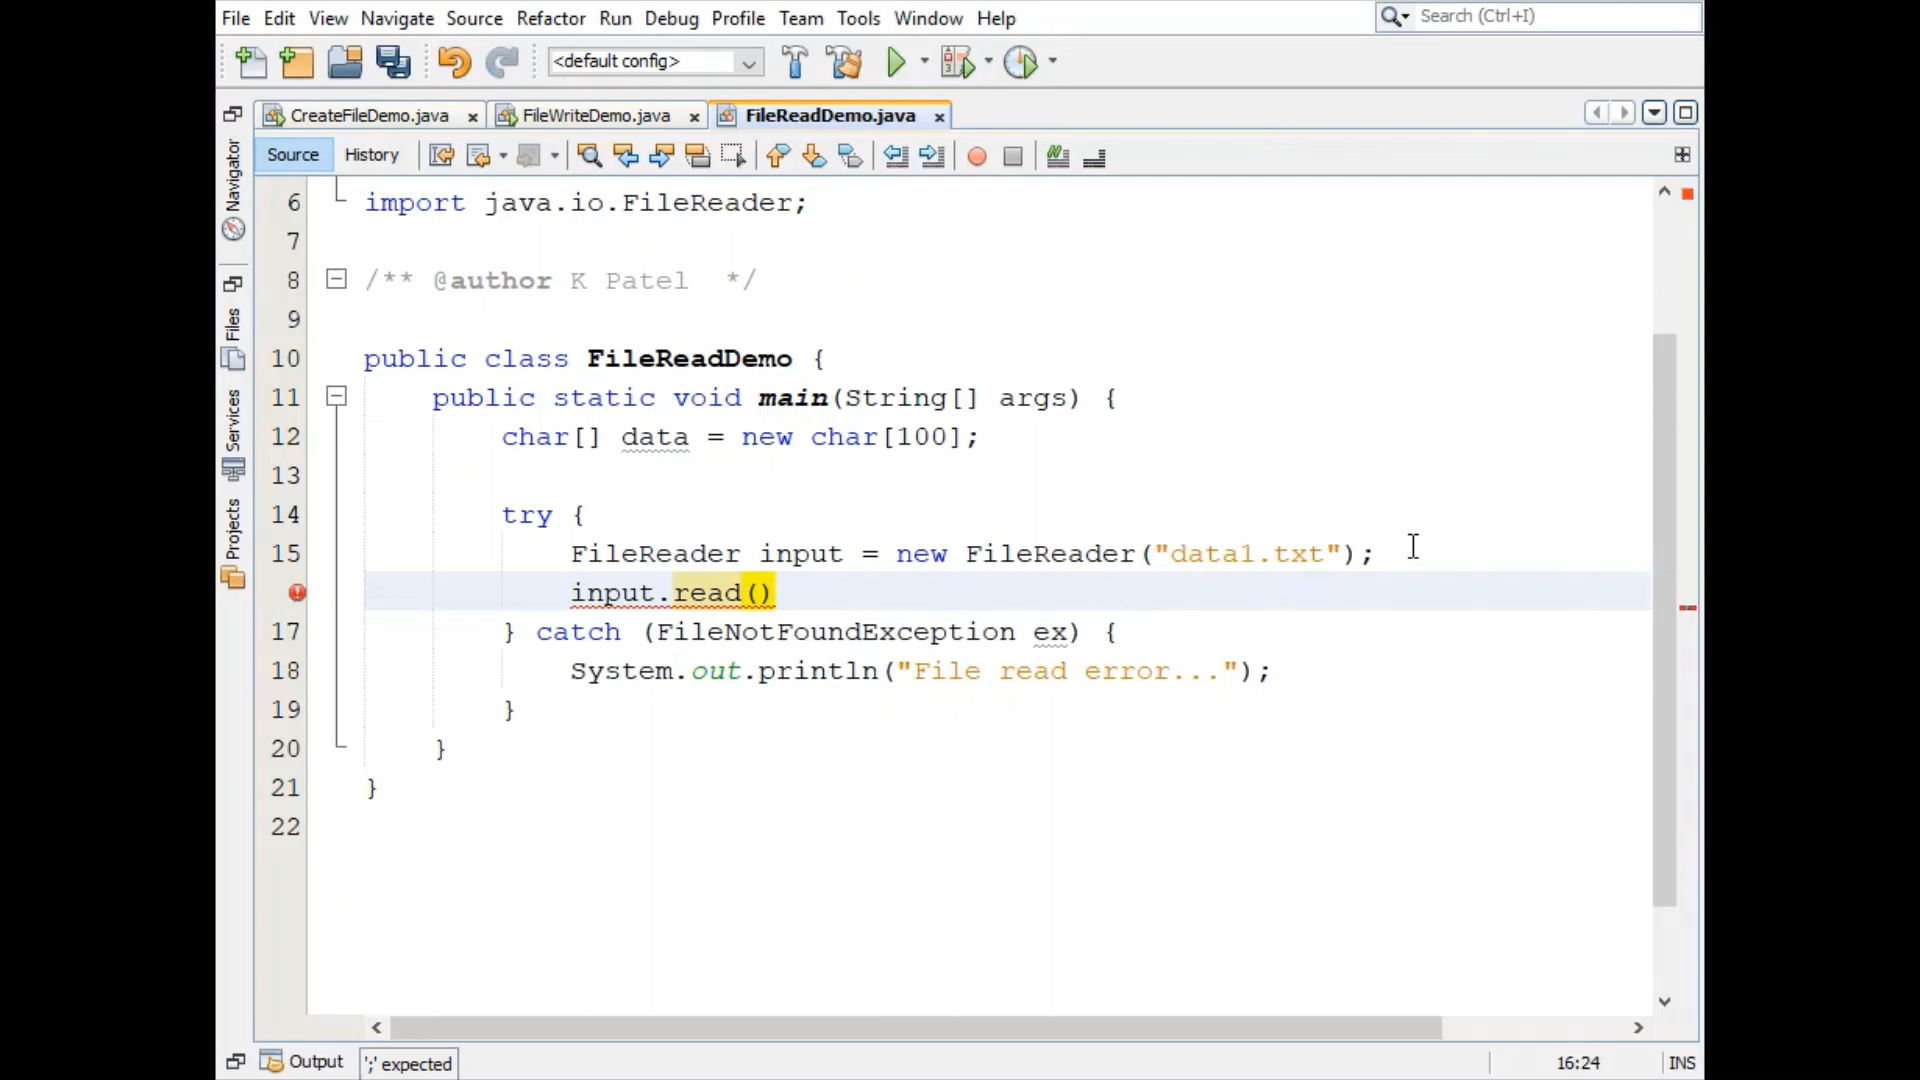 File Edit View Navigate Source Refactor Run Debug Profile Team Tools Window Help
Search (Ctrl+I)
<default config>
CreateFileDemo.java FileWriteDemo.java FileReadDemo.java
Source History
Navigator
Files
Services
Projects
6 import java.io.FileReader;
7
8 /** @author K Patel */
9
10 public class FileReadDemo {
11 public static void main(String[] args) {
12 char[] data = new char[100];
13
14 try {
15 FileReader input = new FileReader("data1.txt");
input.read()
17 } catch (FileNotFoundException ex) {
18 System.out.println("File read error...");
19 }
20 }
21 }
22
Output ';' expected 16:24 INS